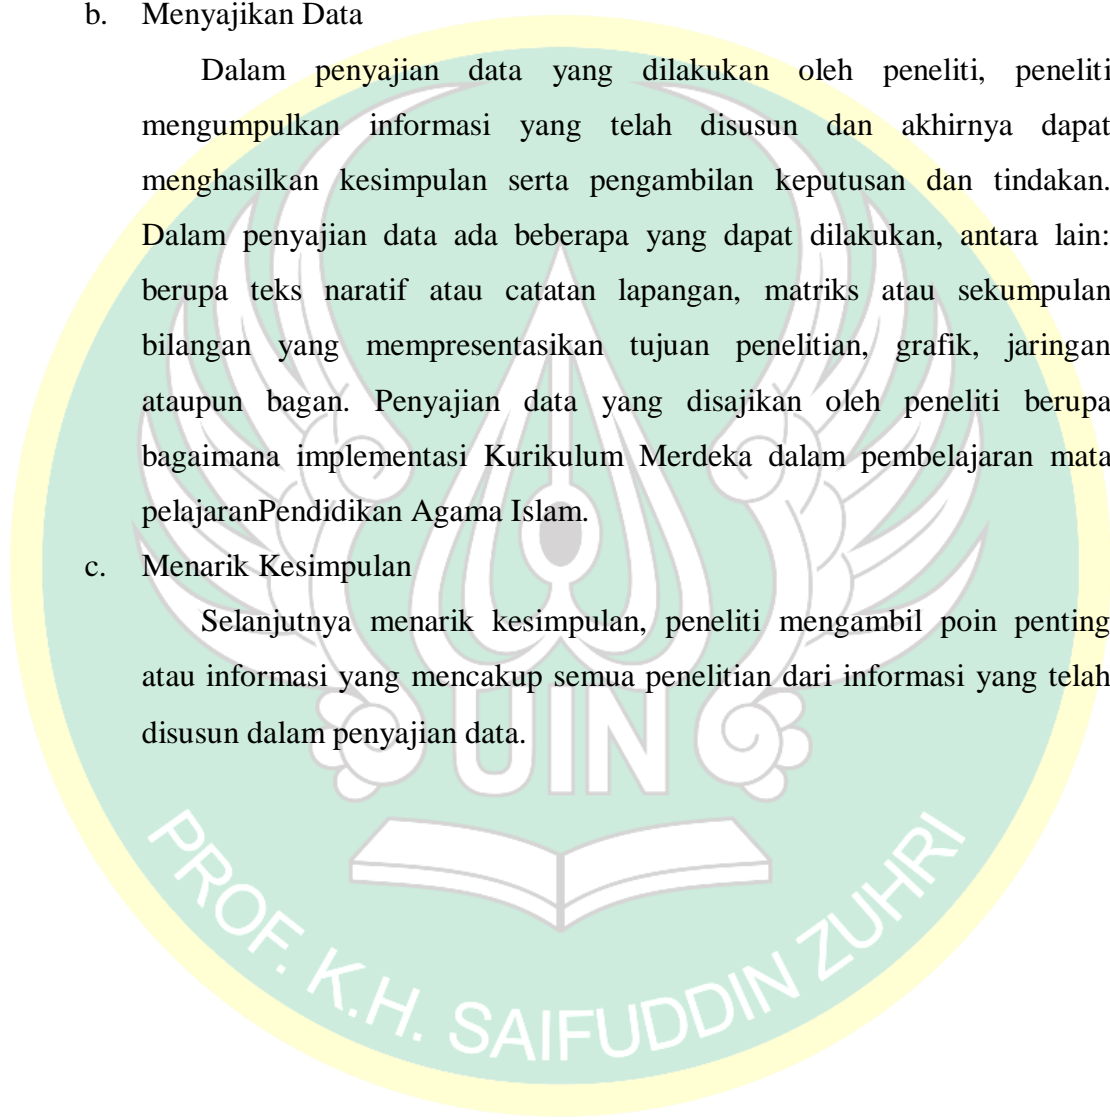 b. Menyajikan Data
Dalam penyajian data yang dilakukan oleh peneliti, peneliti
mengumpulkan informasi yang telah disusun dan akhirnya dapat
menghasilkan kesimpulan serta pengambilan keputusan dan tindakan.
Dalam penyajian data ada beberapa yang dapat dilakukan, antara lain:
berupa teks naratif atau catatan lapangan, matriks atau sekumpulan
bilangan yang mempresentasikan tujuan penelitian, grafik, jaringan
ataupun bagan. Penyajian data yang disajikan oleh peneliti berupa
bagaimana implementasi Kurikulum Merdeka dalam pembelajaran mata
pelajaranPendidikan Agama Islam.
c. Menarik Kesimpulan
Selanjutnya menarik kesimpulan, peneliti mengambil poin penting
atau informasi yang mencakup semua penelitian dari informasi yang telah
disusun dalam penyajian data.
UIN
PROF. K.H. SAIFUDDIN ZUHRI